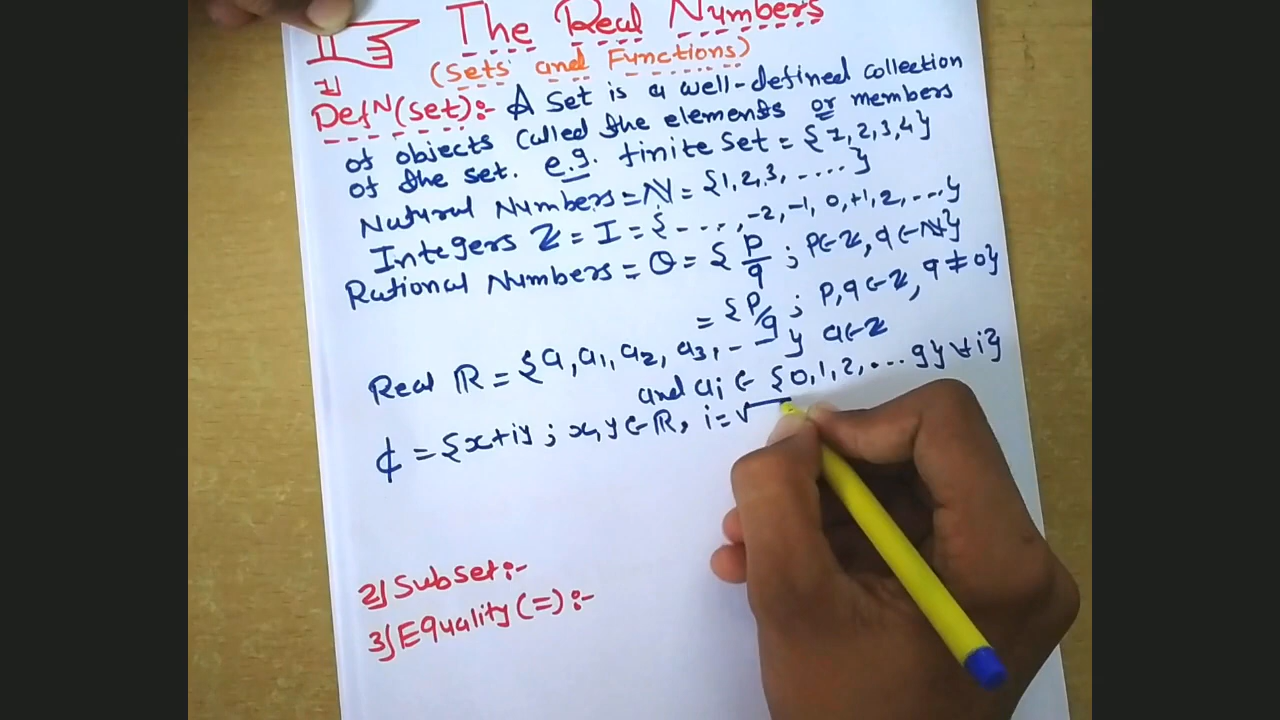 The Real Numbers
(Sets and Functions)
1)
Defᴺ(set):- A set is a well-defined collection
of objects called the elements or members
of the set. e.g. finite set = {1,2,3,4}
Natural Numbers = N = {1,2,3, .....}
Integers Z = I = {- ...., -2, -1, 0, +1, 2, ....}
Rational Numbers = Q = { p/q ; p∈Z, q∈N}
= {p/q ; p,q∈Z, q≠0}
Real ℝ = {a, a₁, a₂, a₃, - - } a∈Z
and aᵢ ∈ {0,1,2,... 9} ∀ i}
₵ = {x+iy ; x,y∈ℝ, i=√
2) Subset:-
3) Equality(=):-